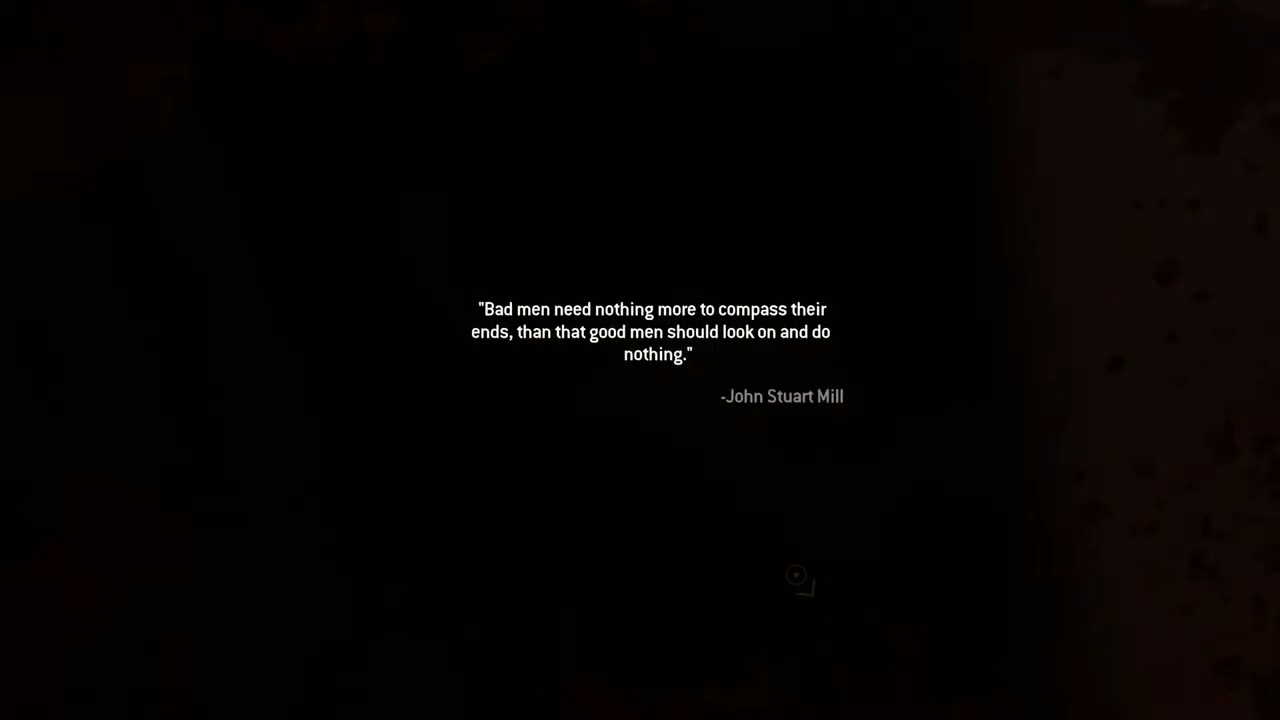 "Bad men need nothing more to compass their
ends, than that good men should look on and do
nothing."
-John Stuart Mill